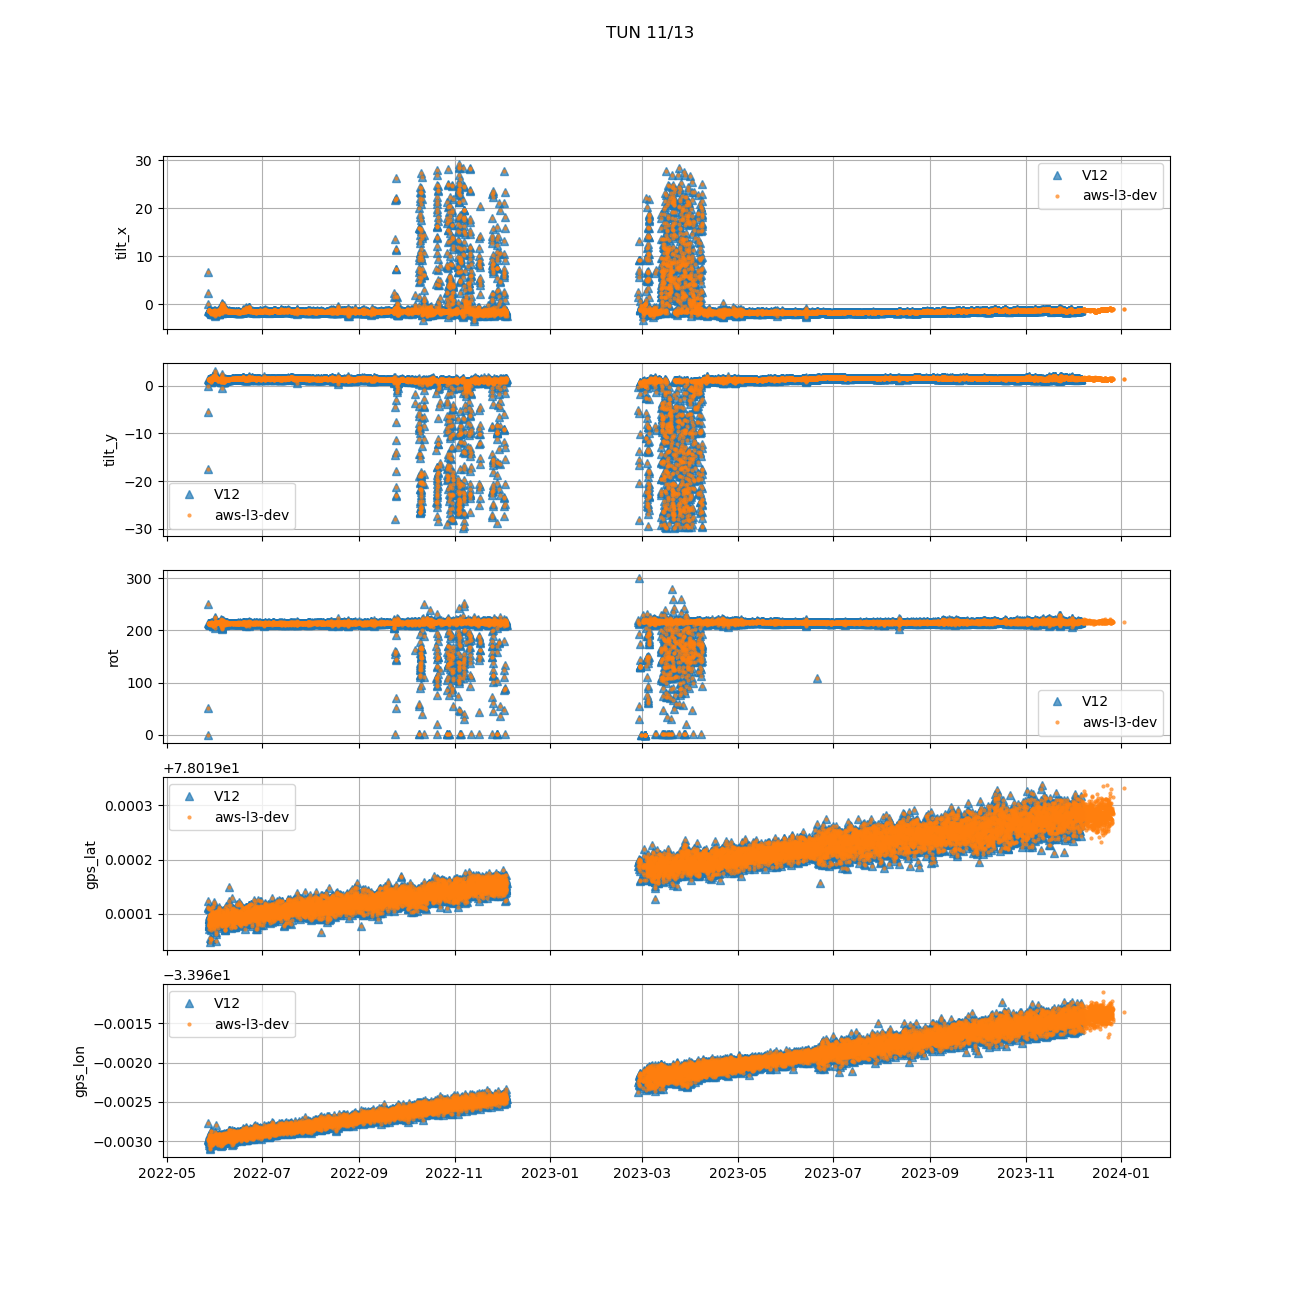 TUN 11/13
30
20
10
0
tilt_x
V12
aws-l3-dev
0
−10
−20
−30
tilt_y
V12
aws-l3-dev
300
200
100
0
rot
V12
aws-l3-dev
+7.8019e1
0.0003
0.0002
0.0001
gps_lat
V12
aws-l3-dev
−3.396e1
−0.0015
−0.0020
−0.0025
−0.0030
gps_lon
V12
aws-l3-dev
2022-05 2022-07 2022-09 2022-11 2023-01 2023-03 2023-05 2023-07 2023-09 2023-11 2024-01